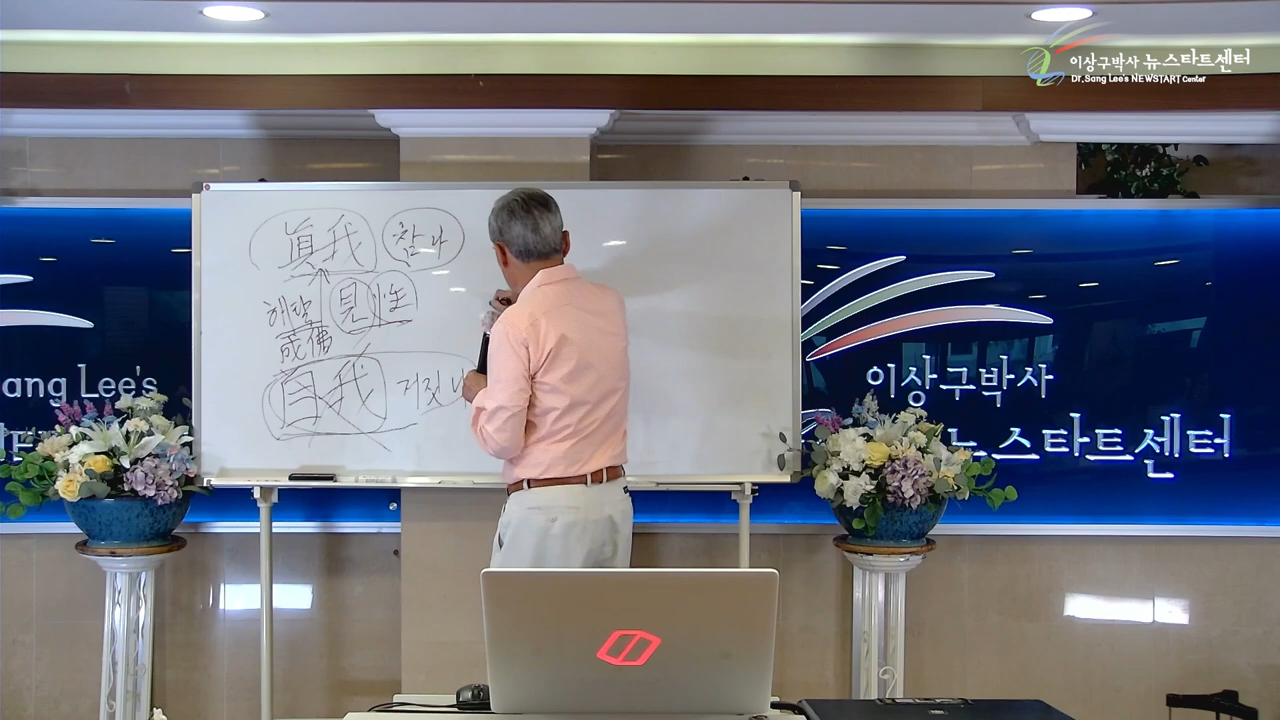 이상구박사 뉴스타트센터
Dr.Sang Lee's NEWSTART Center
眞我 참나
해탈 見性
成佛
自我 거짓나
ang Lee's
이상구박사
뉴스타트센터